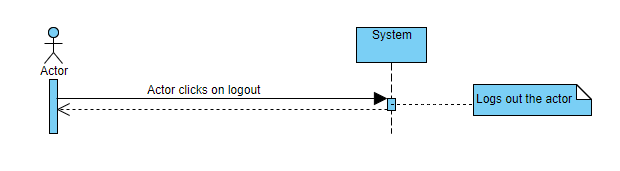 System
Actor
Actor clicks on logout
Logs out the actor